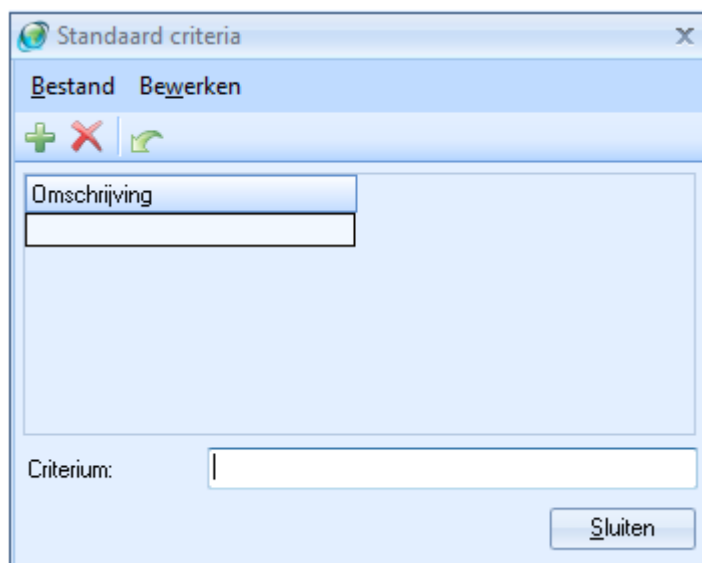 Standaard criteria
Bestand Bewerken
Omschrijving
Criterium:
Sluiten